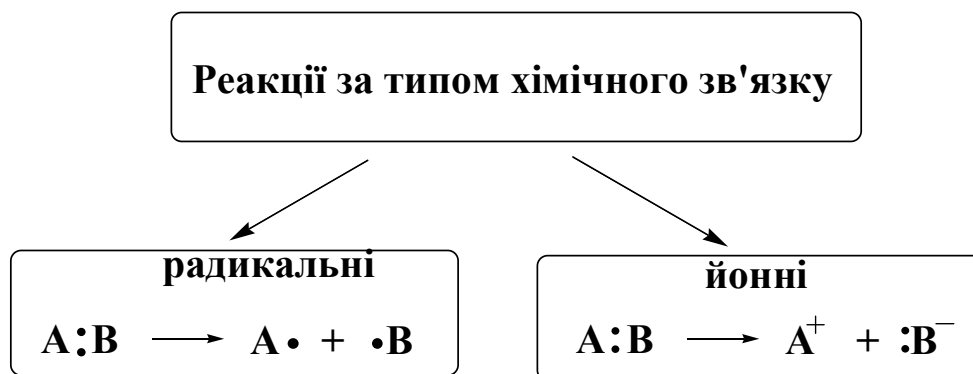 Реакції за типом хімічного зв'язку
радикальні
A:B ⟶ A• + •B
йонні
A:B ⟶ A⁺ + :B⁻